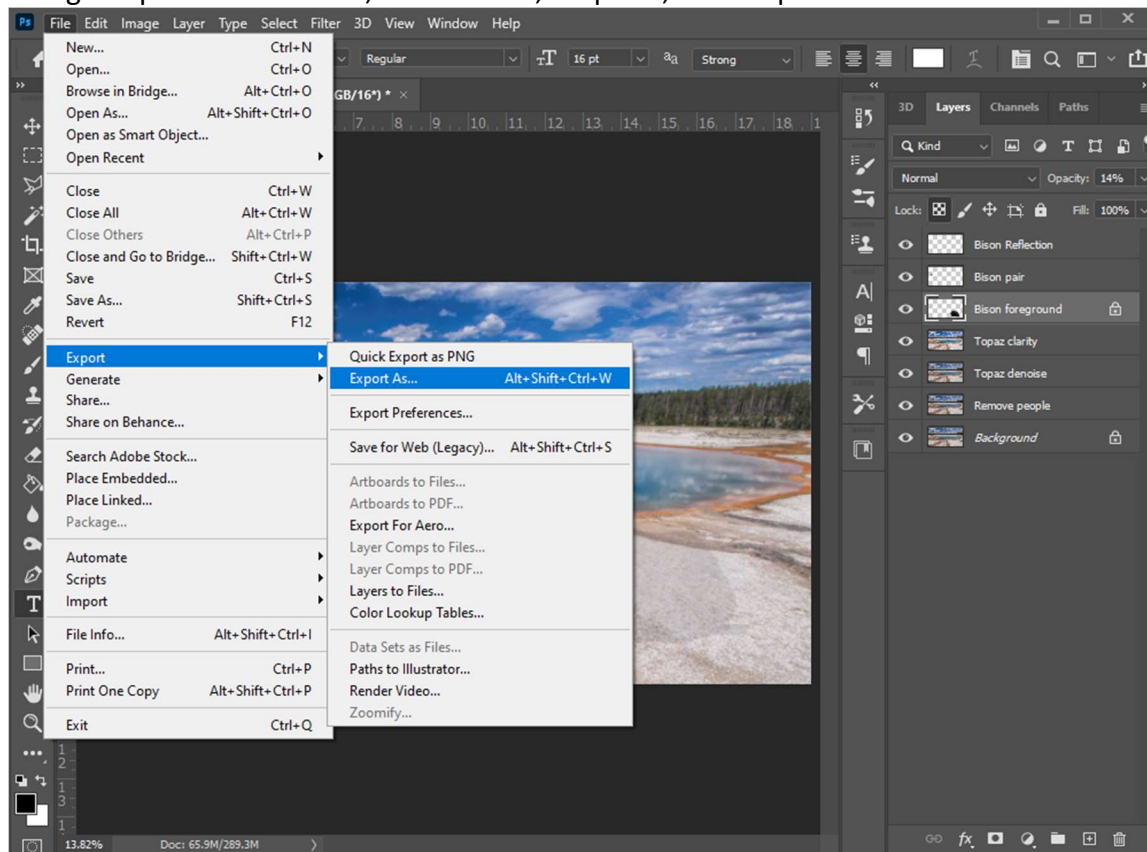 Ps File Edit Image Layer Type Select Filter 3D View Window Help
Regular 16 pt aa Strong
GB/16*) * ×
7 8 9 10 11 12 13 14 15 16 17 18 1
New... Ctrl+N
Open... Ctrl+O
Browse in Bridge... Alt+Ctrl+O
Open As... Alt+Shift+Ctrl+O
Open as Smart Object...
Open Recent
Close Ctrl+W
Close All Alt+Ctrl+W
Close Others Alt+Ctrl+P
Close and Go to Bridge... Shift+Ctrl+W
Save Ctrl+S
Save As... Shift+Ctrl+S
Revert F12
Export
Generate
Share...
Share on Behance...
Search Adobe Stock...
Place Embedded...
Place Linked...
Package...
Automate
Scripts
Import
File Info... Alt+Shift+Ctrl+I
Print... Ctrl+P
Print One Copy Alt+Shift+Ctrl+P
Exit Ctrl+Q
Quick Export as PNG
Export As... Alt+Shift+Ctrl+W
Export Preferences...
Save for Web (Legacy)... Alt+Shift+Ctrl+S
Artboards to Files...
Artboards to PDF...
Export For Aero...
Layer Comps to Files...
Layer Comps to PDF...
Layers to Files...
Color Lookup Tables...
Data Sets as Files...
Paths to Illustrator...
Render Video...
Zoomify...
3D Layers Channels Paths
Kind
Normal Opacity: 14%
Lock: Fill: 100%
Bison Reflection
Bison pair
Bison foreground
Topaz clarity
Topaz denoise
Remove people
Background
1
2
1
3
1
13.82% Doc: 65.9M/289.3M
fx